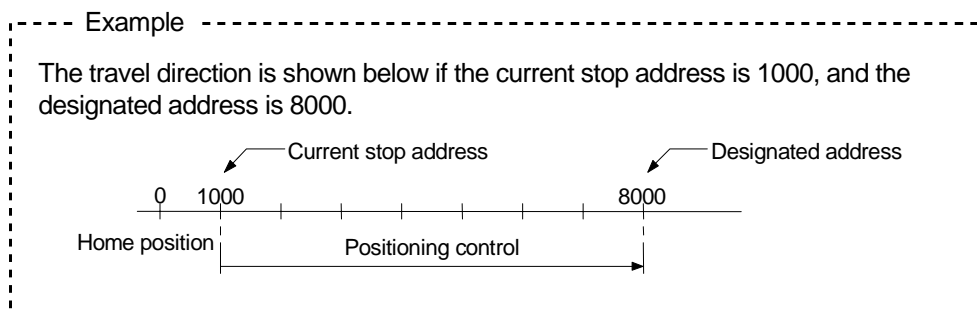 Example
The travel direction is shown below if the current stop address is 1000, and the
designated address is 8000.
Current stop address
Designated address
0 1000 8000
Home position Positioning control